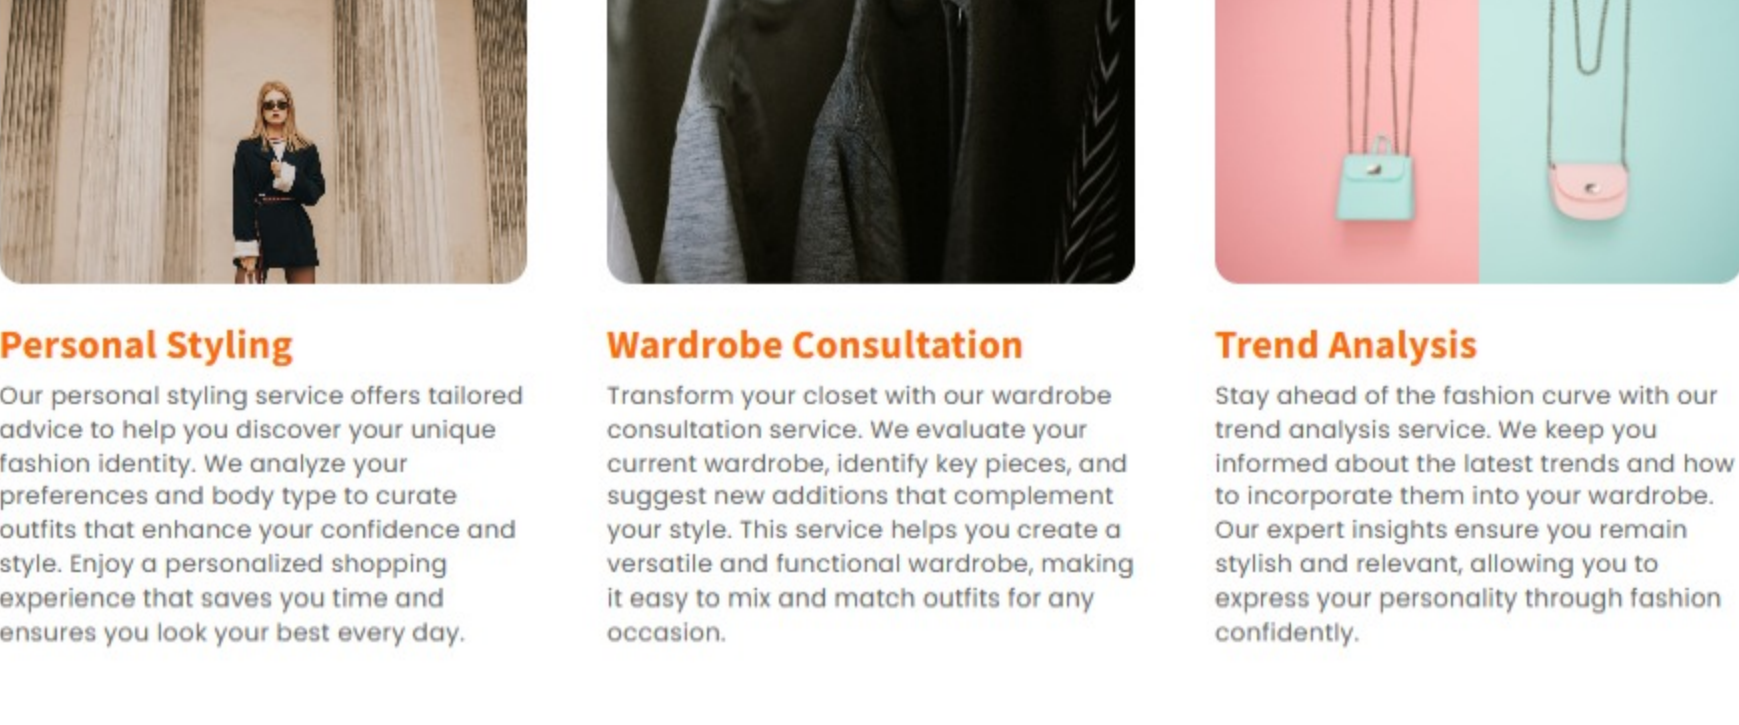 Personal Styling
Our personal styling service offers tailored
advice to help you discover your unique
fashion identity. We analyze your
preferences and body type to curate
outfits that enhance your confidence and
style. Enjoy a personalized shopping
experience that saves you time and
ensures you look your best every day.
Wardrobe Consultation
Transform your closet with our wardrobe
consultation service. We evaluate your
current wardrobe, identify key pieces, and
suggest new additions that complement
your style. This service helps you create a
versatile and functional wardrobe, making
it easy to mix and match outfits for any
occasion.
Trend Analysis
Stay ahead of the fashion curve with our
trend analysis service. We keep you
informed about the latest trends and how
to incorporate them into your wardrobe.
Our expert insights ensure you remain
stylish and relevant, allowing you to
express your personality through fashion
confidently.